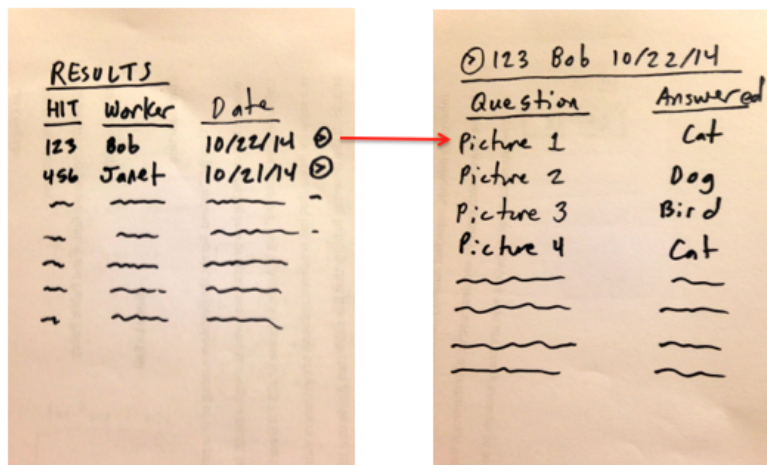 RESULTS
HIT Worker Date
123 Bob 10/22/14 >
456 Janet 10/21/14 >
> 123 Bob 10/22/14
Question Answered
Picture 1 Cat
Picture 2 Dog
Picture 3 Bird
Picture 4 Cat